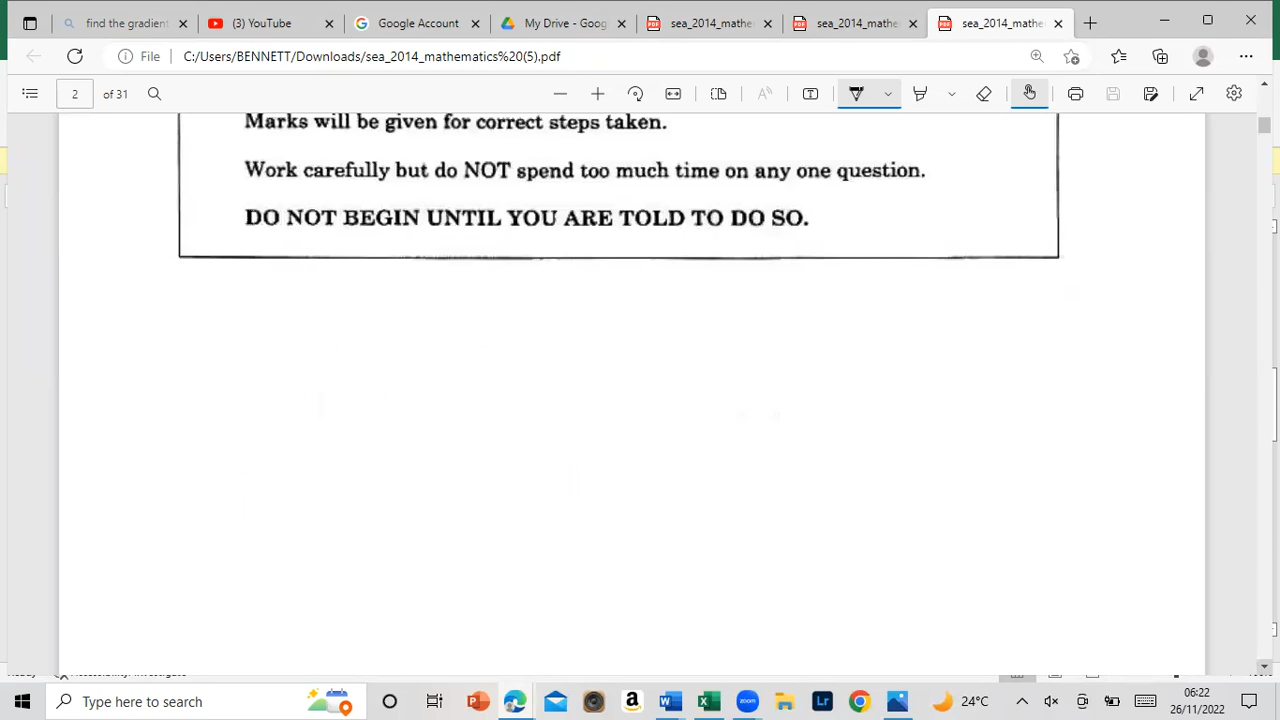 find the gradient
(3) YouTube
Google Account
My Drive - Goog
sea_2014_mathe
sea_2014_mathe
sea_2014_mathe
File
C:/Users/BENNETT/Downloads/sea_2014_mathematics%20(5).pdf
2 of 31
Marks will be given for correct steps taken.
Work carefully but do NOT spend too much time on any one question.
DO NOT BEGIN UNTIL YOU ARE TOLD TO DO SO.
Type here to search
24°C
06:22
26/11/2022